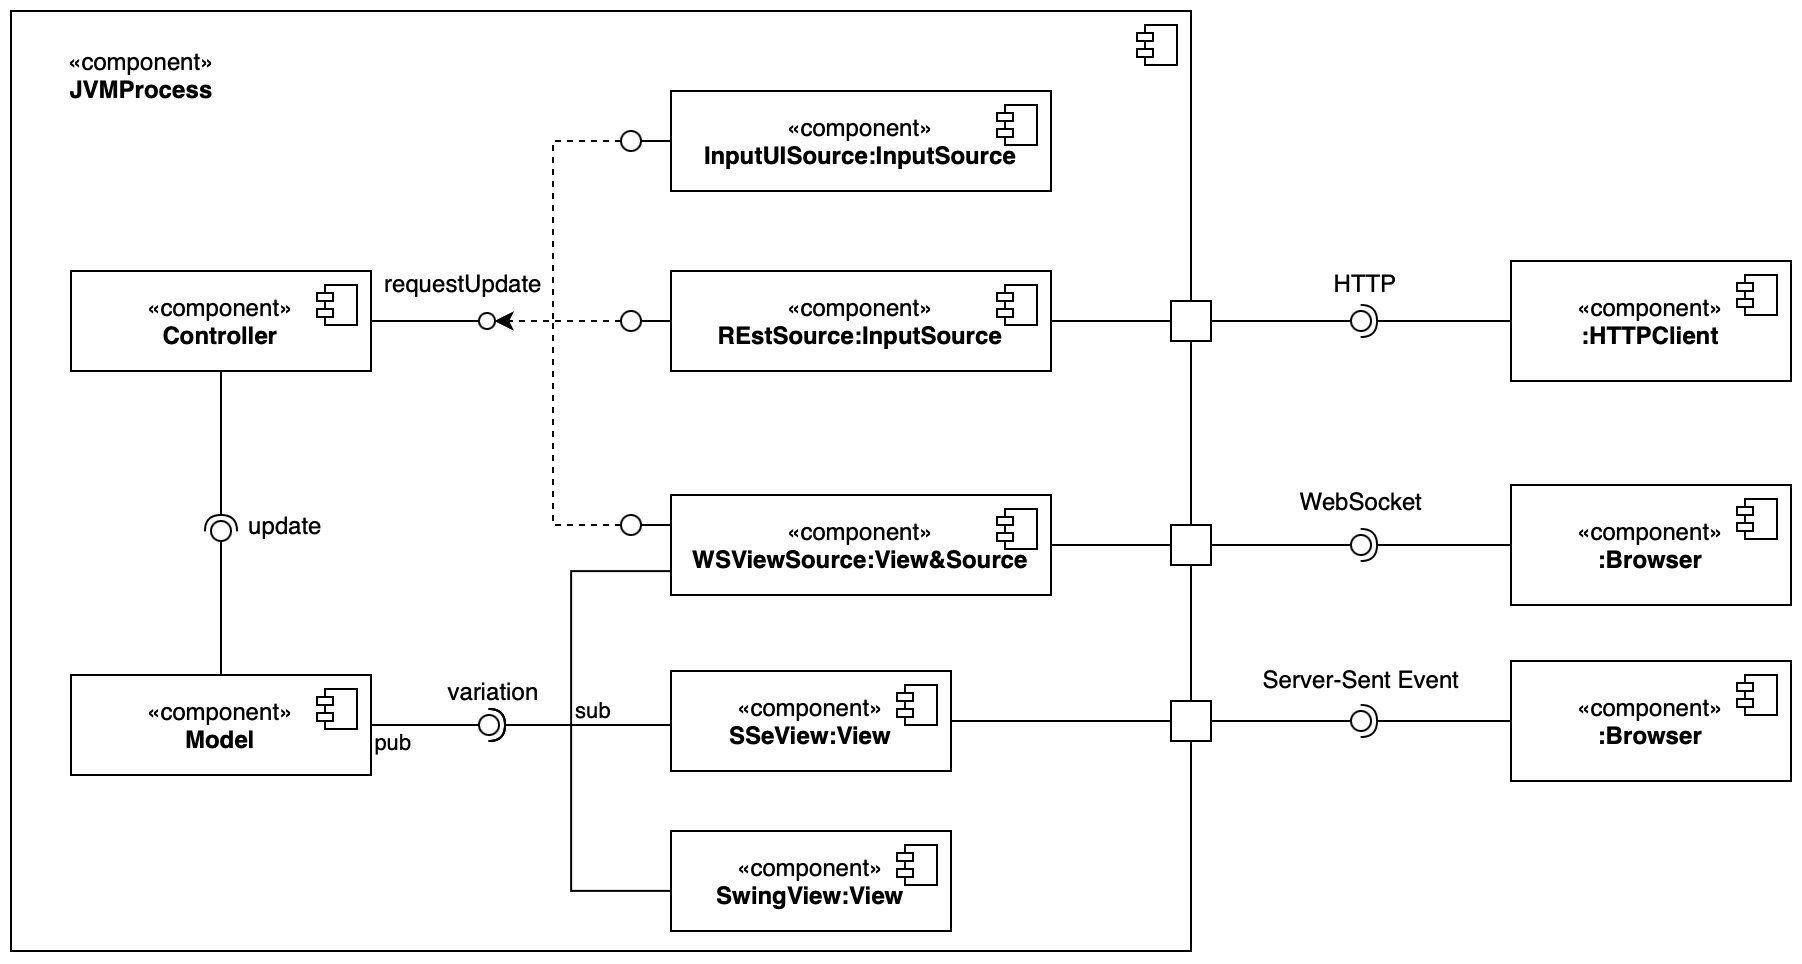 «component»
JVMProcess
«component»
InputUISource:InputSource
«component»
Controller
requestUpdate
«component»
REstSource:InputSource
HTTP
«component»
:HTTPClient
update
«component»
WSViewSource:View&Source
WebSocket
«component»
:Browser
«component»
Model
pub
variation
sub
«component»
SSeView:View
Server-Sent Event
«component»
:Browser
«component»
SwingView:View